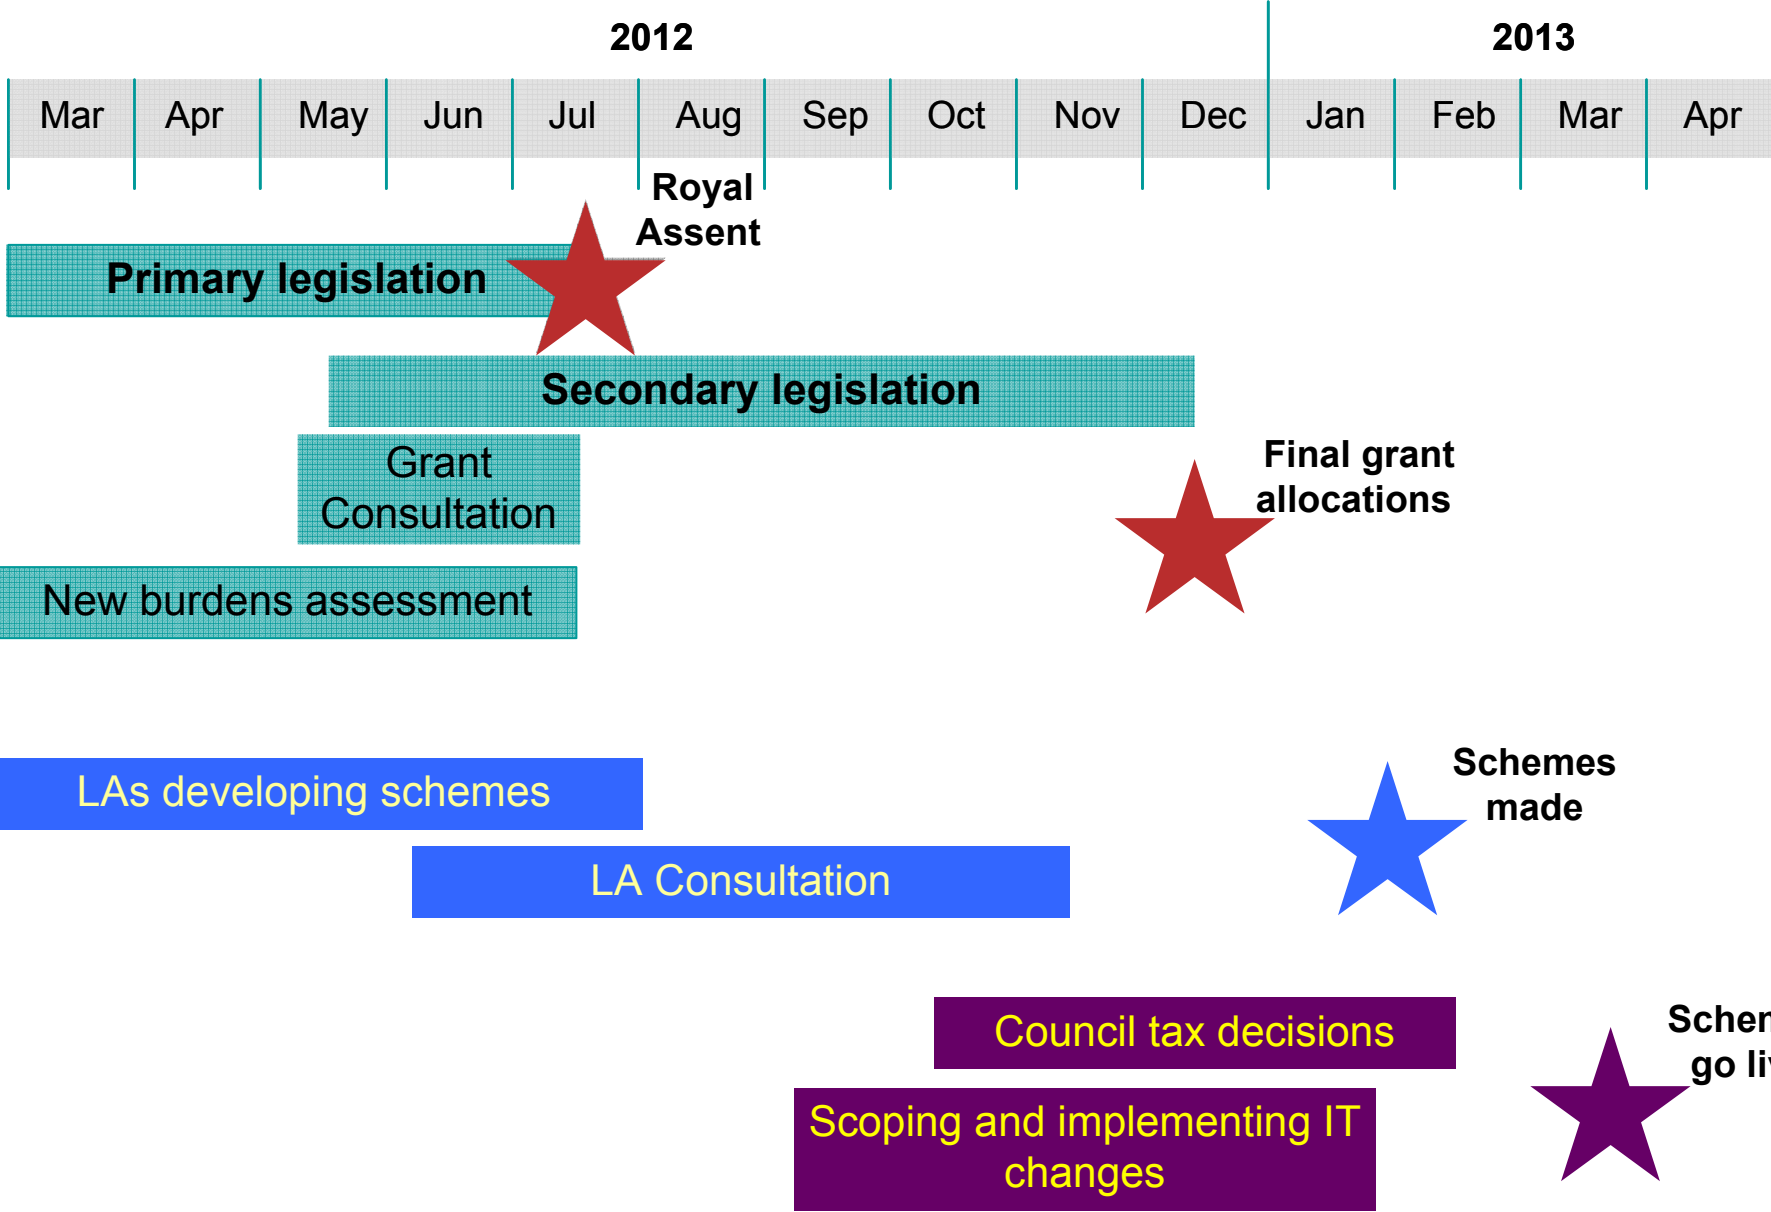 2012
2013
Mar Apr May Jun Jul Aug Sep Oct Nov Dec Jan Feb Mar Apr
Royal
Assent
Primary legislation
Secondary legislation
Grant
Consultation
Final grant
allocations
New burdens assessment
LAs developing schemes
Schemes
made
LA Consultation
Council tax decisions
go
Scoping and implementing IT
changes